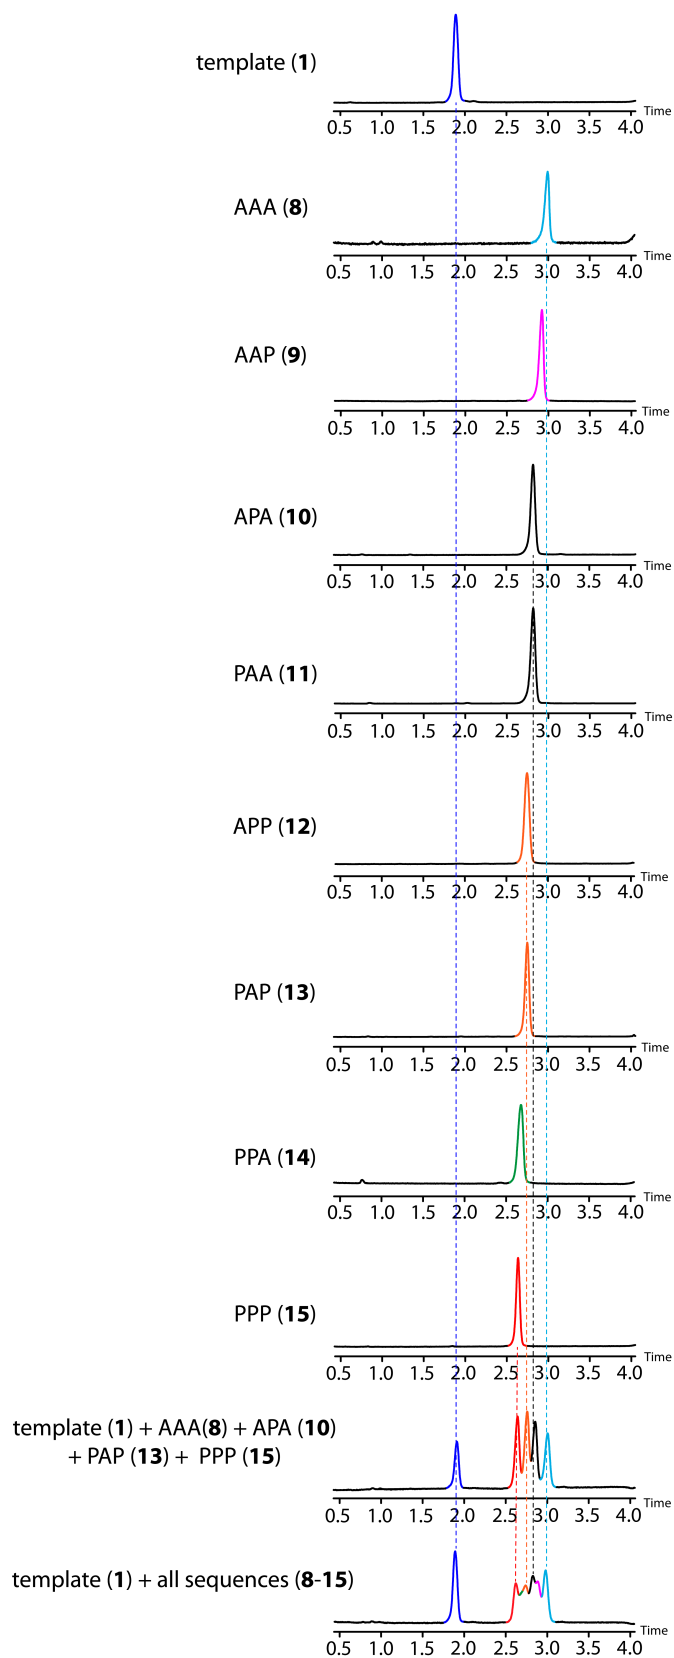 template (1)
Time
0.5 1.0 1.5 2.0 2.5 3.0 3.5 4.0
AAA (8)
Time
0.5 1.0 1.5 2.0 2.5 3.0 3.5 4.0
AAP (9)
Time
0.5 1.0 1.5 2.0 2.5 3.0 3.5 4.0
APA (10)
Time
0.5 1.0 1.5 2.0 2.5 3.0 3.5 4.0
PAA (11)
Time
0.5 1.0 1.5 2.0 2.5 3.0 3.5 4.0
APP (12)
Time
0.5 1.0 1.5 2.0 2.5 3.0 3.5 4.0
PAP (13)
Time
0.5 1.0 1.5 2.0 2.5 3.0 3.5 4.0
PPA (14)
Time
0.5 1.0 1.5 2.0 2.5 3.0 3.5 4.0
PPP (15)
Time
0.5 1.0 1.5 2.0 2.5 3.0 3.5 4.0
template (1) + AAA(8) + APA (10)
+ PAP (13) + PPP (15)
Time
0.5 1.0 1.5 2.0 2.5 3.0 3.5 4.0
template (1) + all sequences (8-15)
Time
0.5 1.0 1.5 2.0 2.5 3.0 3.5 4.0